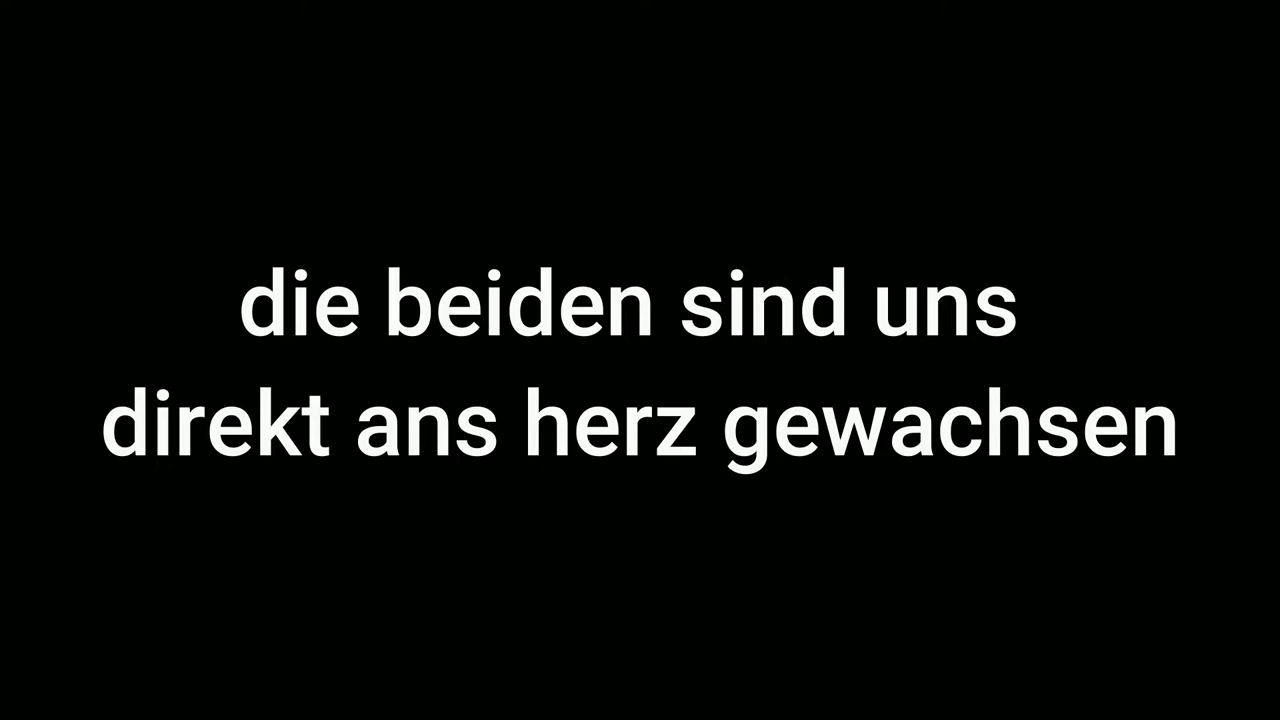 die beiden sind uns
direkt ans herz gewachsen